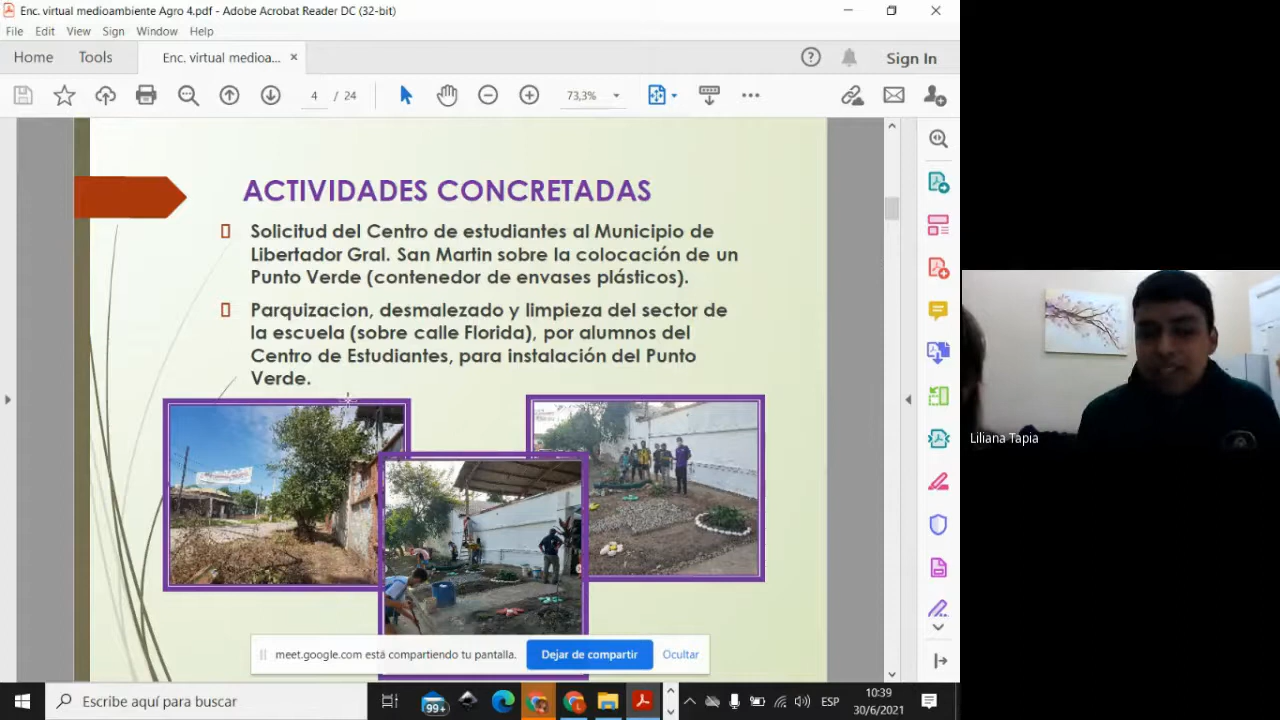 Enc. virtual medioambiente Agro 4.pdf - Adobe Acrobat Reader DC (32-bit)
File Edit View Sign Window Help
Home Tools Enc. virtual medioa... × Sign In
4 / 24 73,3%
ACTIVIDADES CONCRETADAS
Solicitud del Centro de estudiantes al Municipio de
Libertador Gral. San Martin sobre la colocación de un
Punto Verde (contenedor de envases plásticos).
Parquizacion, desmalezado y limpieza del sector de
la escuela (sobre calle Florida), por alumnos del
Centro de Estudiantes, para instalación del Punto
Verde.
Liliana Tapia
meet.google.com está compartiendo tu pantalla. Dejar de compartir Ocultar
Escribe aquí para buscar 99+ ESP 10:39
30/6/2021